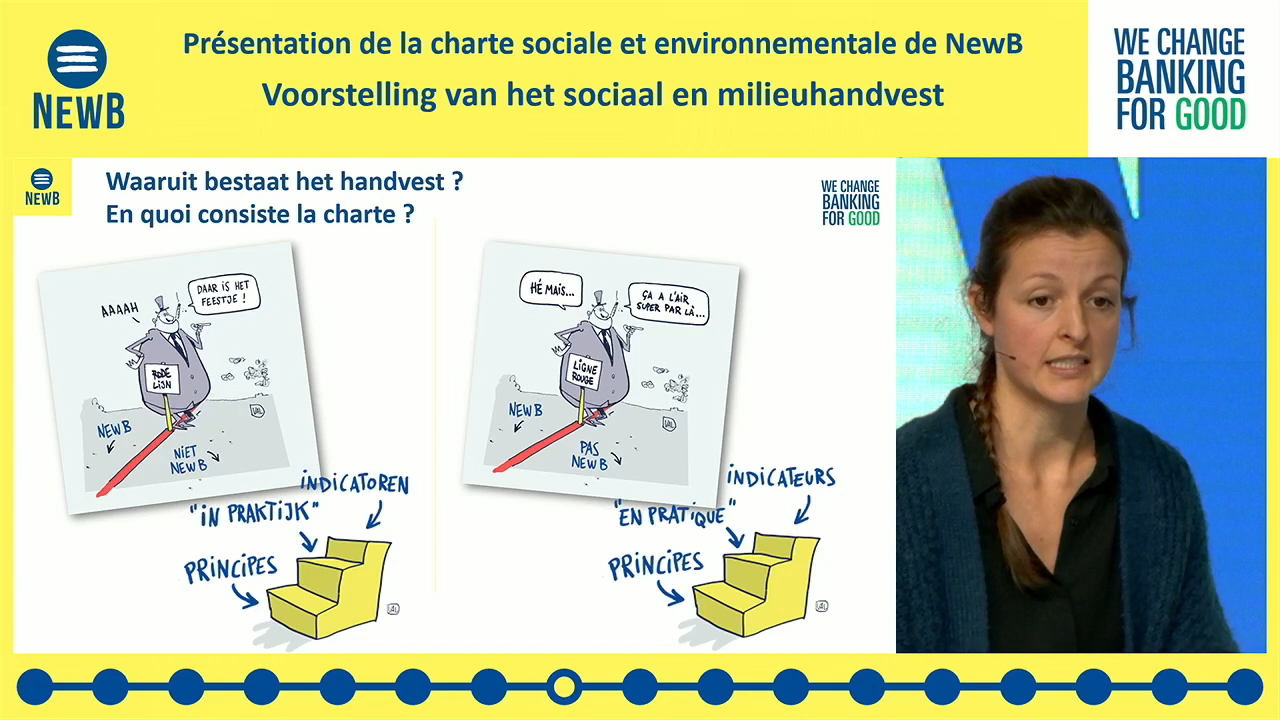 NEWB
Présentation de la charte sociale et environnementale de NewB
Voorstelling van het sociaal en milieuhandvest
WE CHANGE
BANKING
FOR GOOD
NEWB
Waaruit bestaat het handvest ?
En quoi consiste la charte ?
WE CHANGE
BANKING
FOR GOOD
AAAAH
DAAR IS HET
FEESTJE !
RODE
LIJN
NEWB
NIET
NEWB
HÉ MAIS...
ÇA A L'AIR
SUPER PAR LÀ...
LIGNE
ROUGE
NEWB
PAS
NEWB
INDICATOREN
"IN PRAKTIJK"
PRINCIPES
INDICATEURS
"EN PRATIQUE"
PRINCIPES